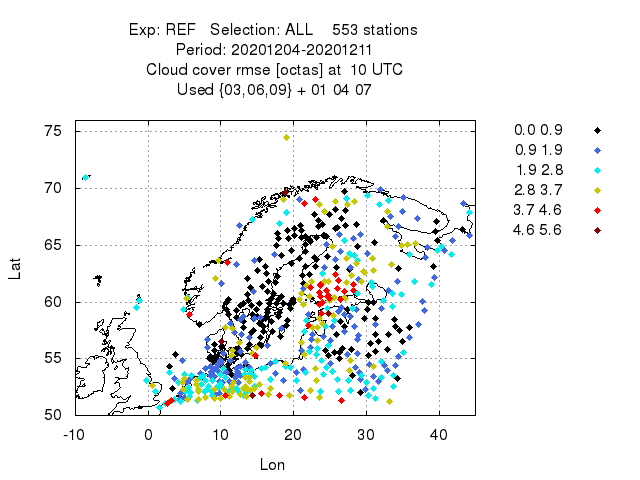 Exp: REF Selection: ALL 553 stations
Period: 20201204-20201211
Cloud cover rmse [octas] at 10 UTC
Used {03,06,09} + 01 04 07
0.0 0.9
0.9 1.9
1.9 2.8
2.8 3.7
3.7 4.6
4.6 5.6
75
70
65
60
55
50
Lat
-10 0 10 20 30 40
Lon